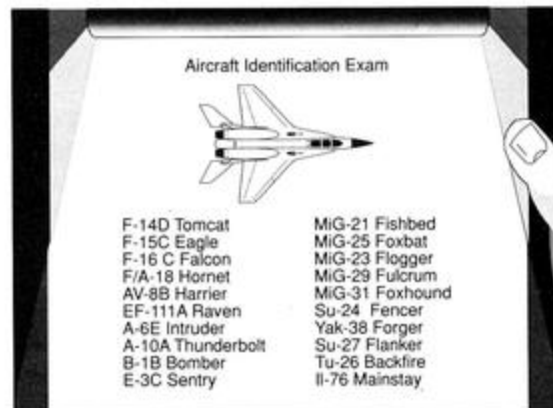 Aircraft Identification Exam
F-14D Tomcat
F-15C Eagle
F-16 C Falcon
F/A-18 Hornet
AV-8B Harrier
EF-111A Raven
A-6E Intruder
A-10A Thunderbolt
B-1B Bomber
E-3C Sentry
MiG-21 Fishbed
MiG-25 Foxbat
MiG-23 Flogger
MiG-29 Fulcrum
MiG-31 Foxhound
Su-24 Fencer
Yak-38 Forger
Su-27 Flanker
Tu-26 Backfire
Il-76 Mainstay